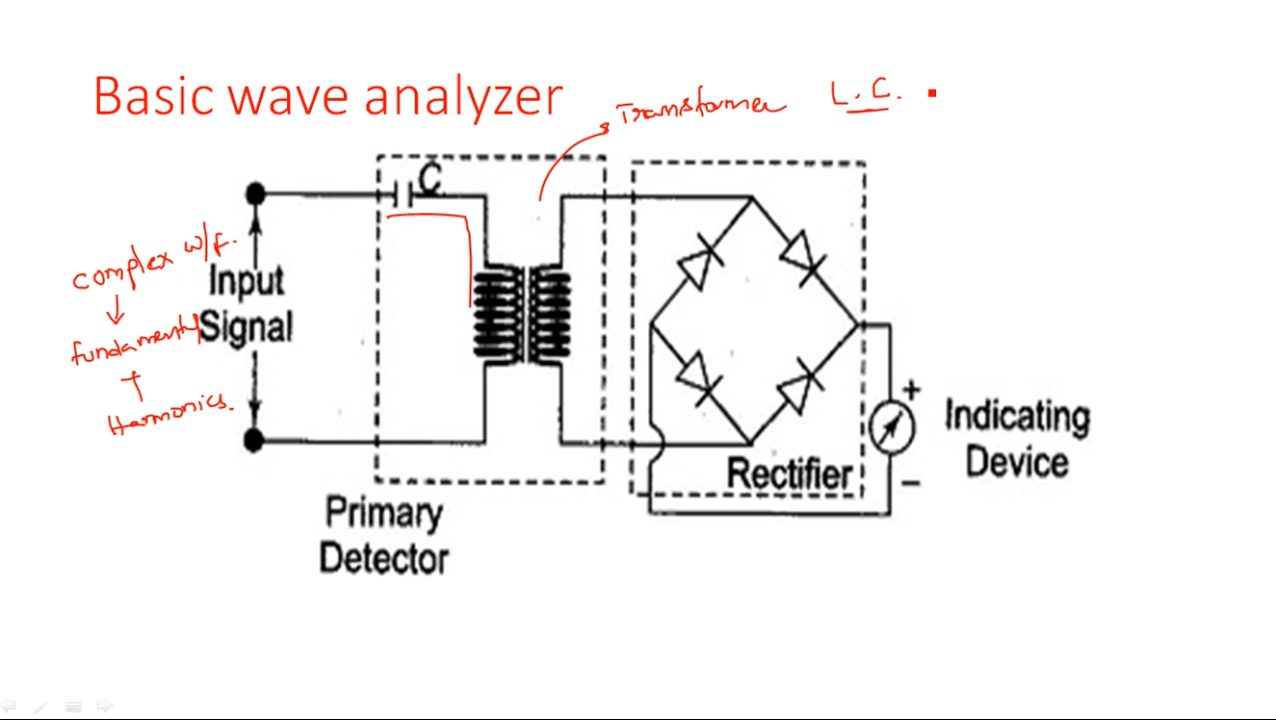 Basic wave analyzer
Transformer L.C.
C
complex w/f.
Input
Signal
fundamental
+
Harmonics.
+
Indicating
Device
-
Rectifier
Primary
Detector